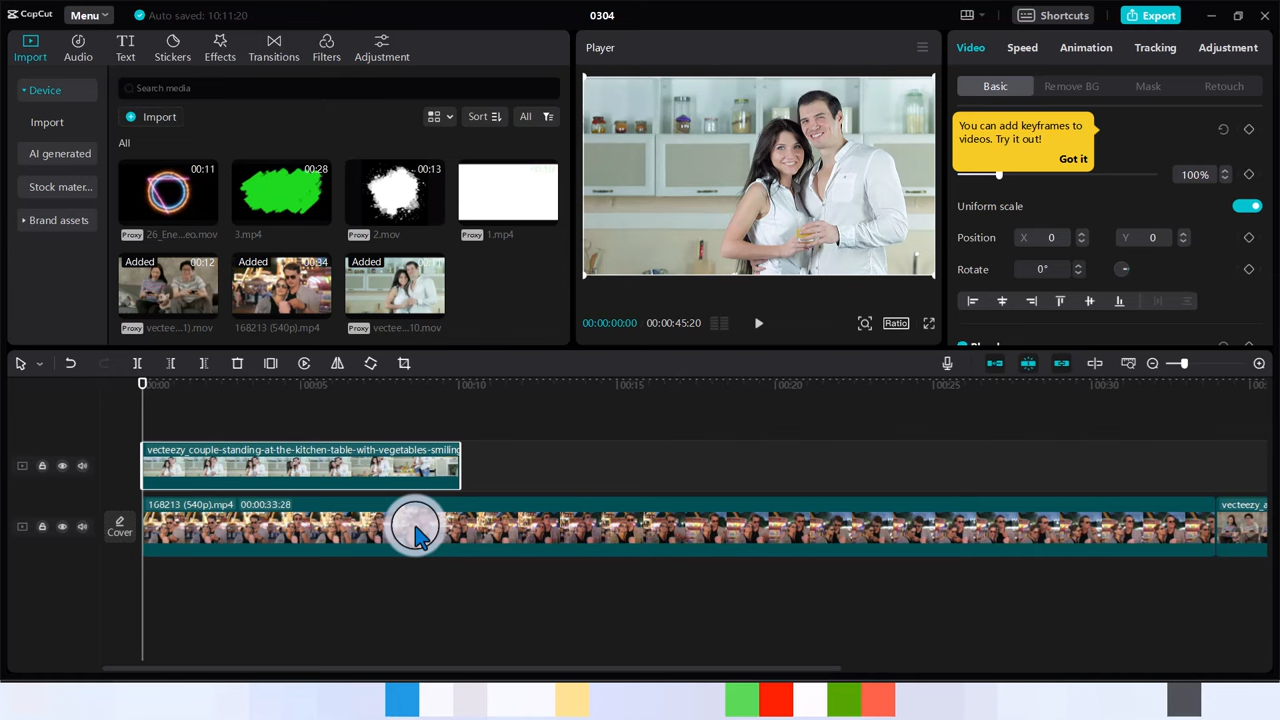 CapCut
Menu
Auto saved: 10:11:20
0304
Shortcuts
Export
Import
Audio
Text
Stickers
Effects
Transitions
Filters
Adjustment
Device
Import
AI generated
Stock mater...
Brand assets
Search media
Import
Sort
All
All
00:11
Proxy 26_Ene...eo.mov
00:28
3.mp4
00:13
Proxy 2.mov
Proxy 1.mp4
Added 00:12
Proxy vectee...1).mov
Added 00:34
168213 (540p).mp4
Added
Proxy vectee...10.mov
Player
00:00:00:00
00:00:45:20
Ratio
Video
Speed
Animation
Tracking
Adjustment
Basic
Remove BG
Mask
Retouch
You can add keyframes to
videos. Try it out!
Got it
100%
Uniform scale
Position
X 0
Y 0
Rotate
0°
00:00
00:05
00:10
00:15
00:20
00:25
00:30
vecteezy_couple-standing-at-the-kitchen-table-with-vegetables-smiling
Cover
168213 (540p).mp4 00:00:33:28
vecteezy_a